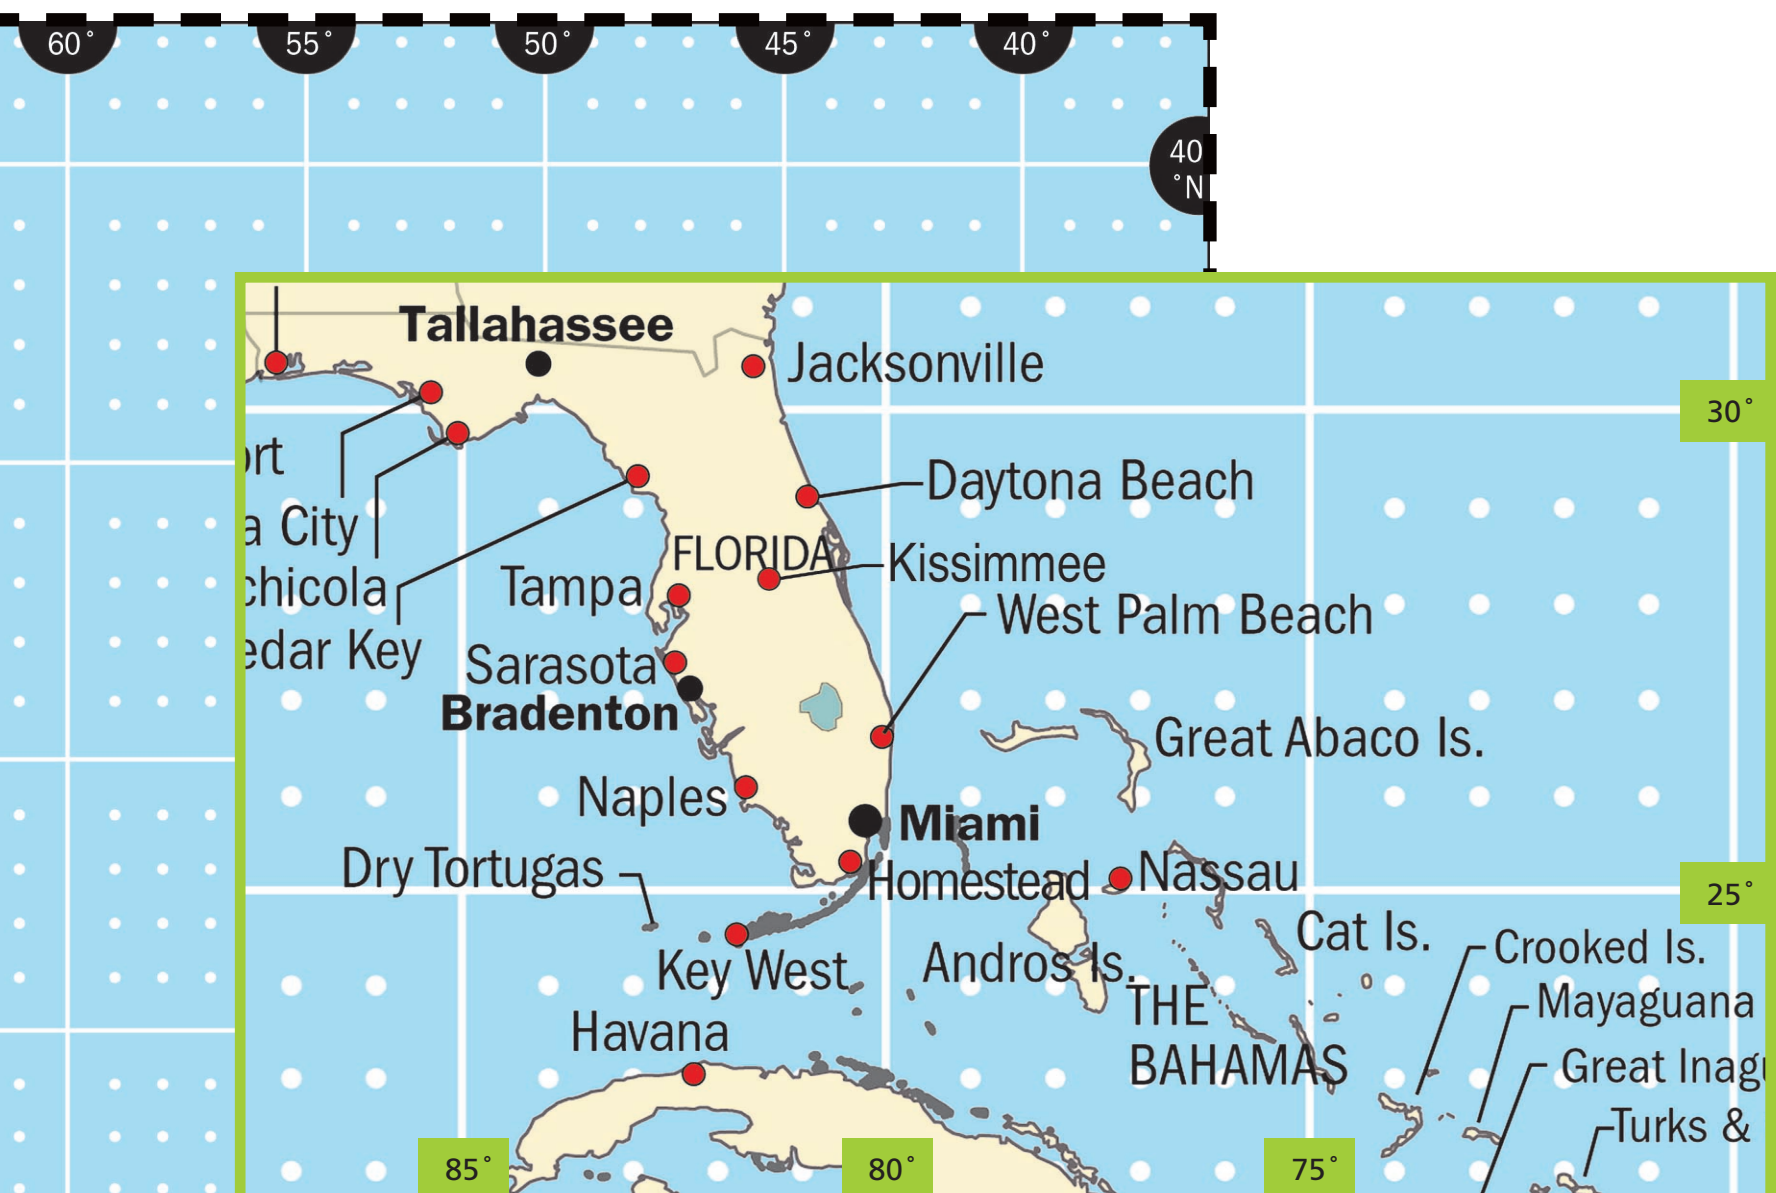 60°
55°
50°
45°
40°
40
°N
Tallahassee
Jacksonville
30°
ort
Daytona Beach
a City
FLORIDA
Kissimmee
chicola
Tampa
West Palm Beach
edar Key
Sarasota
Bradenton
Great Abaco Is.
Naples
Miami
Dry Tortugas
Homestead
Nassau
25°
Cat Is.
Crooked Is.
Key West
Andros Is.
THE
BAHAMAS
Mayaguana
Havana
Great Inagu
Turks &
85°
80°
75°